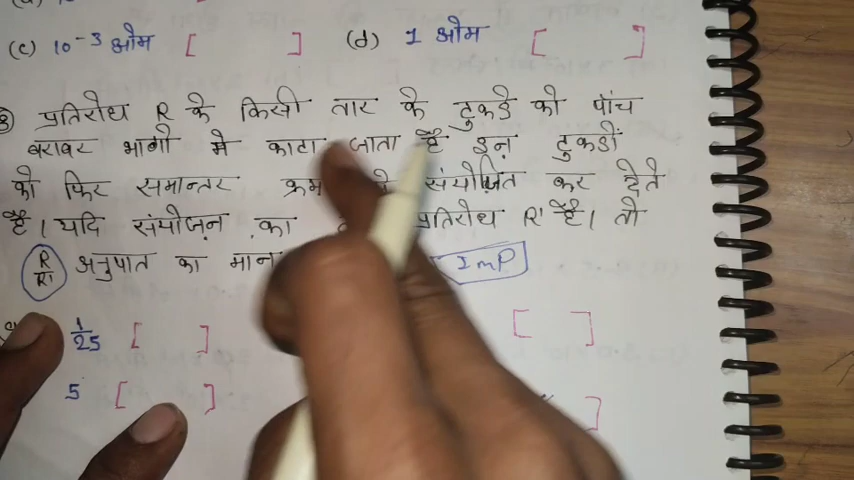 (c) 10⁻³ ओम [ ] (d) 1 ओम [ ]
प्रतिरोध R के किसी तार के टुकडे को पांच
बराबर भागो मे काटा जाता है इन टुकडों
को फिर समान्तर क्रम संयोजित कर देते
है। यदि संयोजन का प्रतिरोध R' है। तो
R/R' अनुपात का मान Imp
1/25 [ ] [ ]
5 [ ] ]